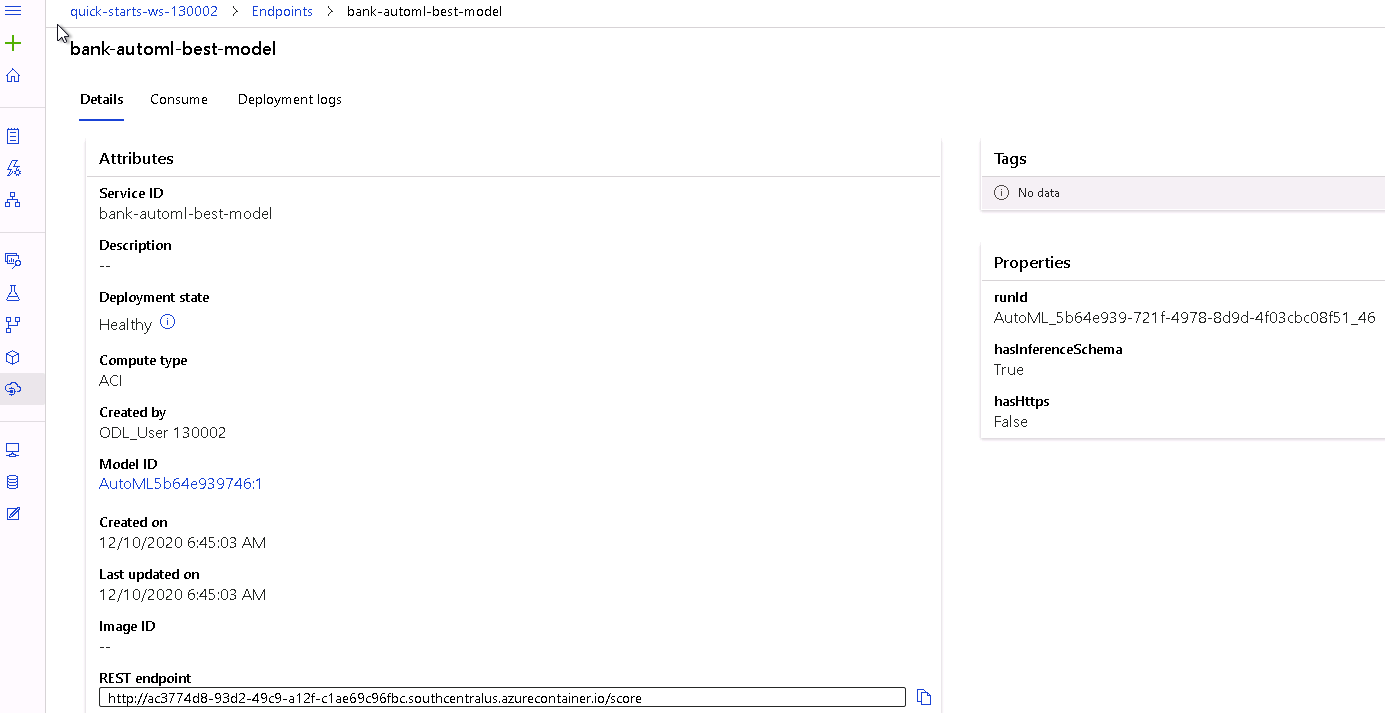 quick-starts-ws-130002 > Endpoints > bank-automl-best-model
bank-automl-best-model
Details Consume Deployment logs
Attributes
Service ID
bank-automl-best-model
Description
--
Deployment state
Healthy
Compute type
ACI
Created by
ODL_User 130002
Model ID
AutoML5b64e939746:1
Created on
12/10/2020 6:45:03 AM
Last updated on
12/10/2020 6:45:03 AM
Image ID
--
REST endpoint
http://ac3774d8-93d2-49c9-a12f-c1ae69c96fbc.southcentralus.azurecontainer.io/score
Tags
No data
Properties
runId
AutoML_5b64e939-721f-4978-8d9d-4f03cbc08f51_46
hasInferenceSchema
True
hasHttps
False